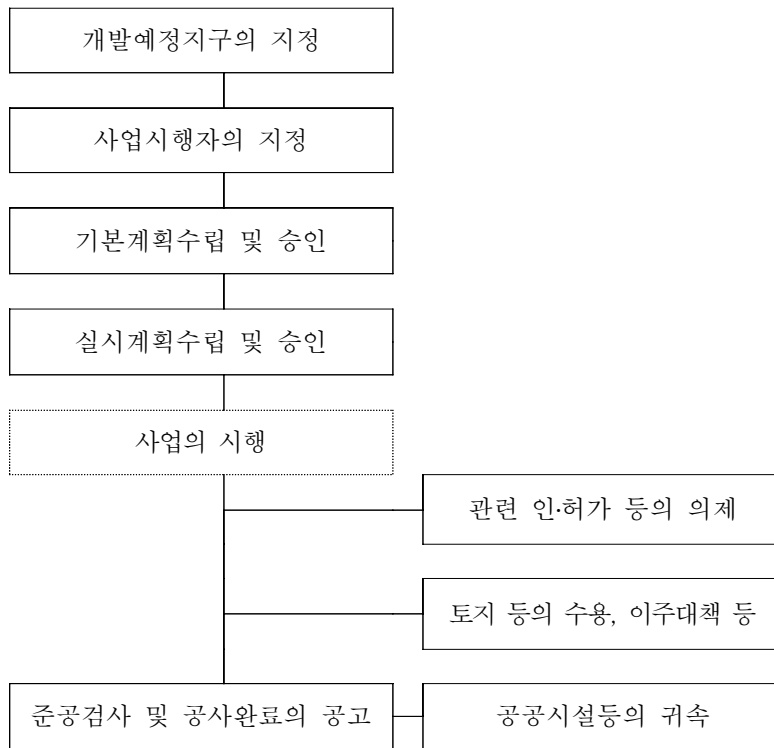 개발예정지구의 지정
사업시행자의 지정
기본계획수립 및 승인
실시계획수립 및 승인
사업의 시행
관련 인·허가 등의 의제
토지 등의 수용, 이주대책 등
준공검사 및 공사완료의 공고
공공시설등의 귀속